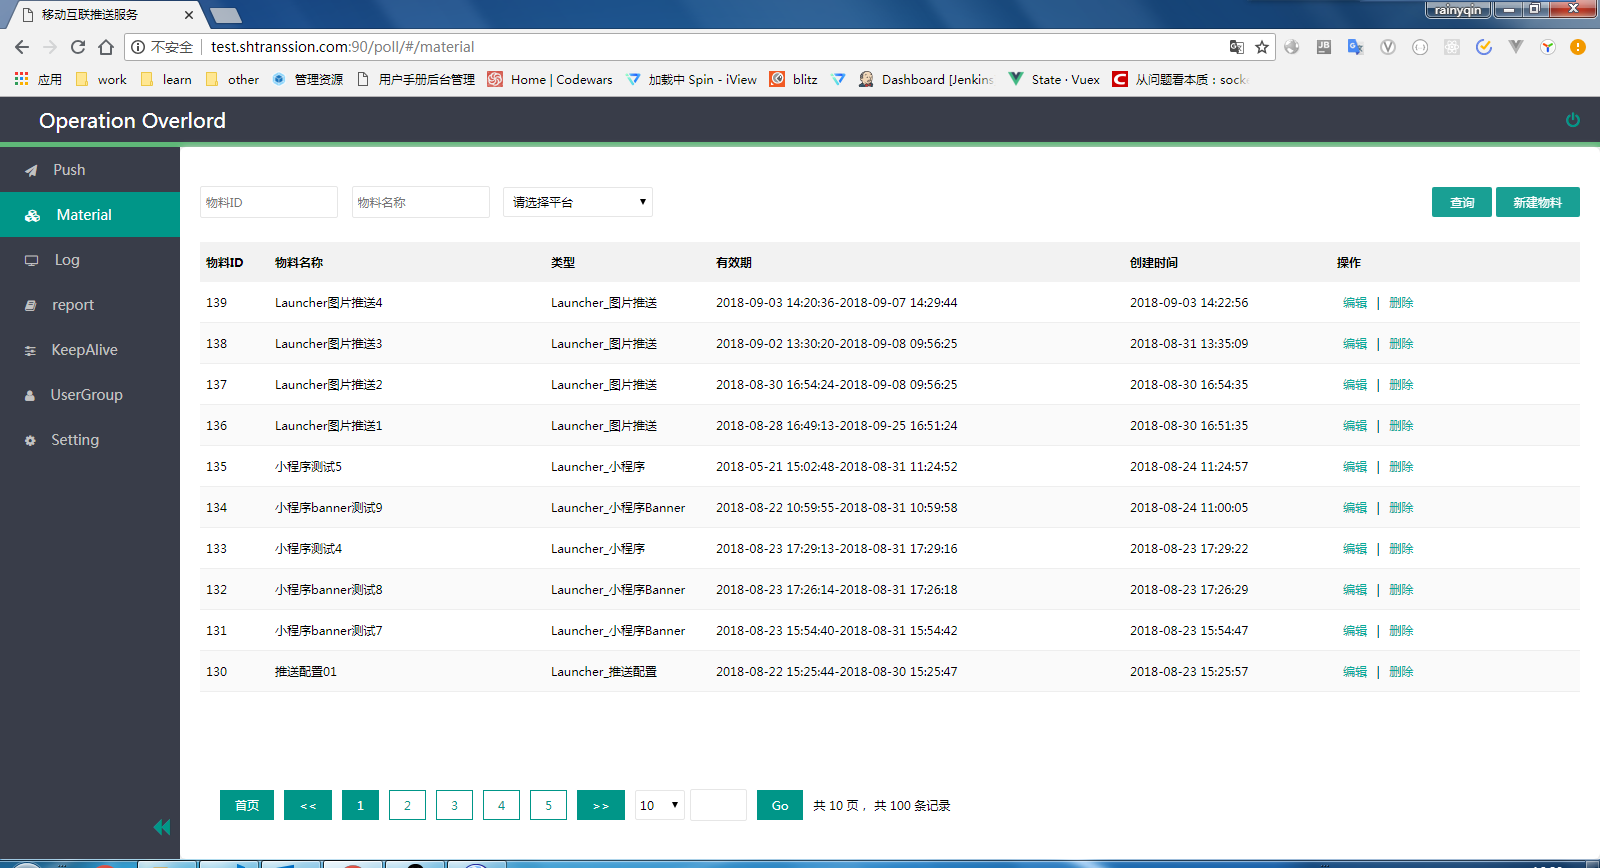 移动互联推送服务
rainyqin
不安全 test.shtranssion.com:90/poll/#/material
应用 work learn other 管理资源 用户手册后台管理 Home | Codewars 加载中 Spin - iView blitz Dashboard [Jenkins State · Vuex 从问题看本质：socke
Operation Overlord
Push
Material
Log
report
KeepAlive
UserGroup
Setting
物料ID 物料名称 请选择平台 查询 新建物料
物料ID 物料名称 类型 有效期 创建时间 操作
139 Launcher图片推送4 Launcher_图片推送 2018-09-03 14:20:36-2018-09-07 14:29:44 2018-09-03 14:22:56 编辑 | 删除
138 Launcher图片推送3 Launcher_图片推送 2018-09-02 13:30:20-2018-09-08 09:56:25 2018-08-31 13:35:09 编辑 | 删除
137 Launcher图片推送2 Launcher_图片推送 2018-08-30 16:54:24-2018-09-08 09:56:25 2018-08-30 16:54:35 编辑 | 删除
136 Launcher图片推送1 Launcher_图片推送 2018-08-28 16:49:13-2018-09-25 16:51:24 2018-08-30 16:51:35 编辑 | 删除
135 小程序测试5 Launcher_小程序 2018-05-21 15:02:48-2018-08-31 11:24:52 2018-08-24 11:24:57 编辑 | 删除
134 小程序banner测试9 Launcher_小程序Banner 2018-08-22 10:59:55-2018-08-31 10:59:58 2018-08-24 11:00:05 编辑 | 删除
133 小程序测试4 Launcher_小程序 2018-08-23 17:29:13-2018-08-31 17:29:16 2018-08-23 17:29:22 编辑 | 删除
132 小程序banner测试8 Launcher_小程序Banner 2018-08-23 17:26:14-2018-08-31 17:26:18 2018-08-23 17:26:29 编辑 | 删除
131 小程序banner测试7 Launcher_小程序Banner 2018-08-23 15:54:40-2018-08-31 15:54:42 2018-08-23 15:54:47 编辑 | 删除
130 推送配置01 Launcher_推送配置 2018-08-22 15:25:44-2018-08-30 15:25:47 2018-08-23 15:25:57 编辑 | 删除
首页 << 1 2 3 4 5 >> 10 Go 共 10 页， 共 100 条记录